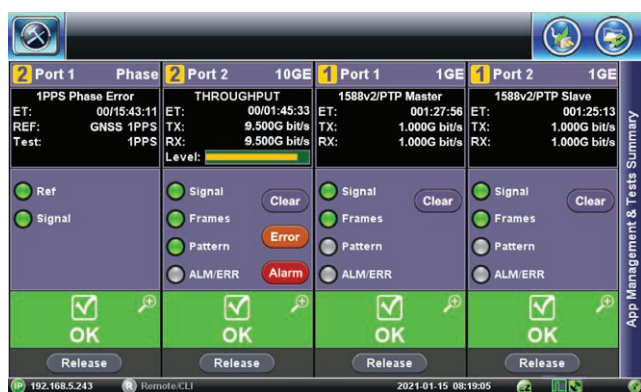 2 Port 1 Phase
1PPS Phase Error
ET: 00/15:43:11
REF: GNSS 1PPS
Test: 1PPS
Ref
Signal
OK
Release
2 Port 2 10GE
THROUGHPUT
ET: 00/01:45:33
TX: 9.500G bit/s
RX: 9.500G bit/s
Level:
Signal
Frames
Pattern
ALM/ERR
Clear
Error
Alarm
OK
Release
1 Port 1 1GE
1588v2/PTP Master
ET: 001:27:56
TX: 1.000G bit/s
RX: 1.000G bit/s
Signal
Frames
Pattern
ALM/ERR
Clear
OK
Release
1 Port 2 1GE
1588v2/PTP Slave
ET: 001:25:13
TX: 1.000G bit/s
RX: 1.000G bit/s
Signal
Frames
Pattern
ALM/ERR
Clear
OK
Release
App Management & Tests Summary
IP 192.168.5.243 R Remote/CLI 2021-01-15 08:19:05